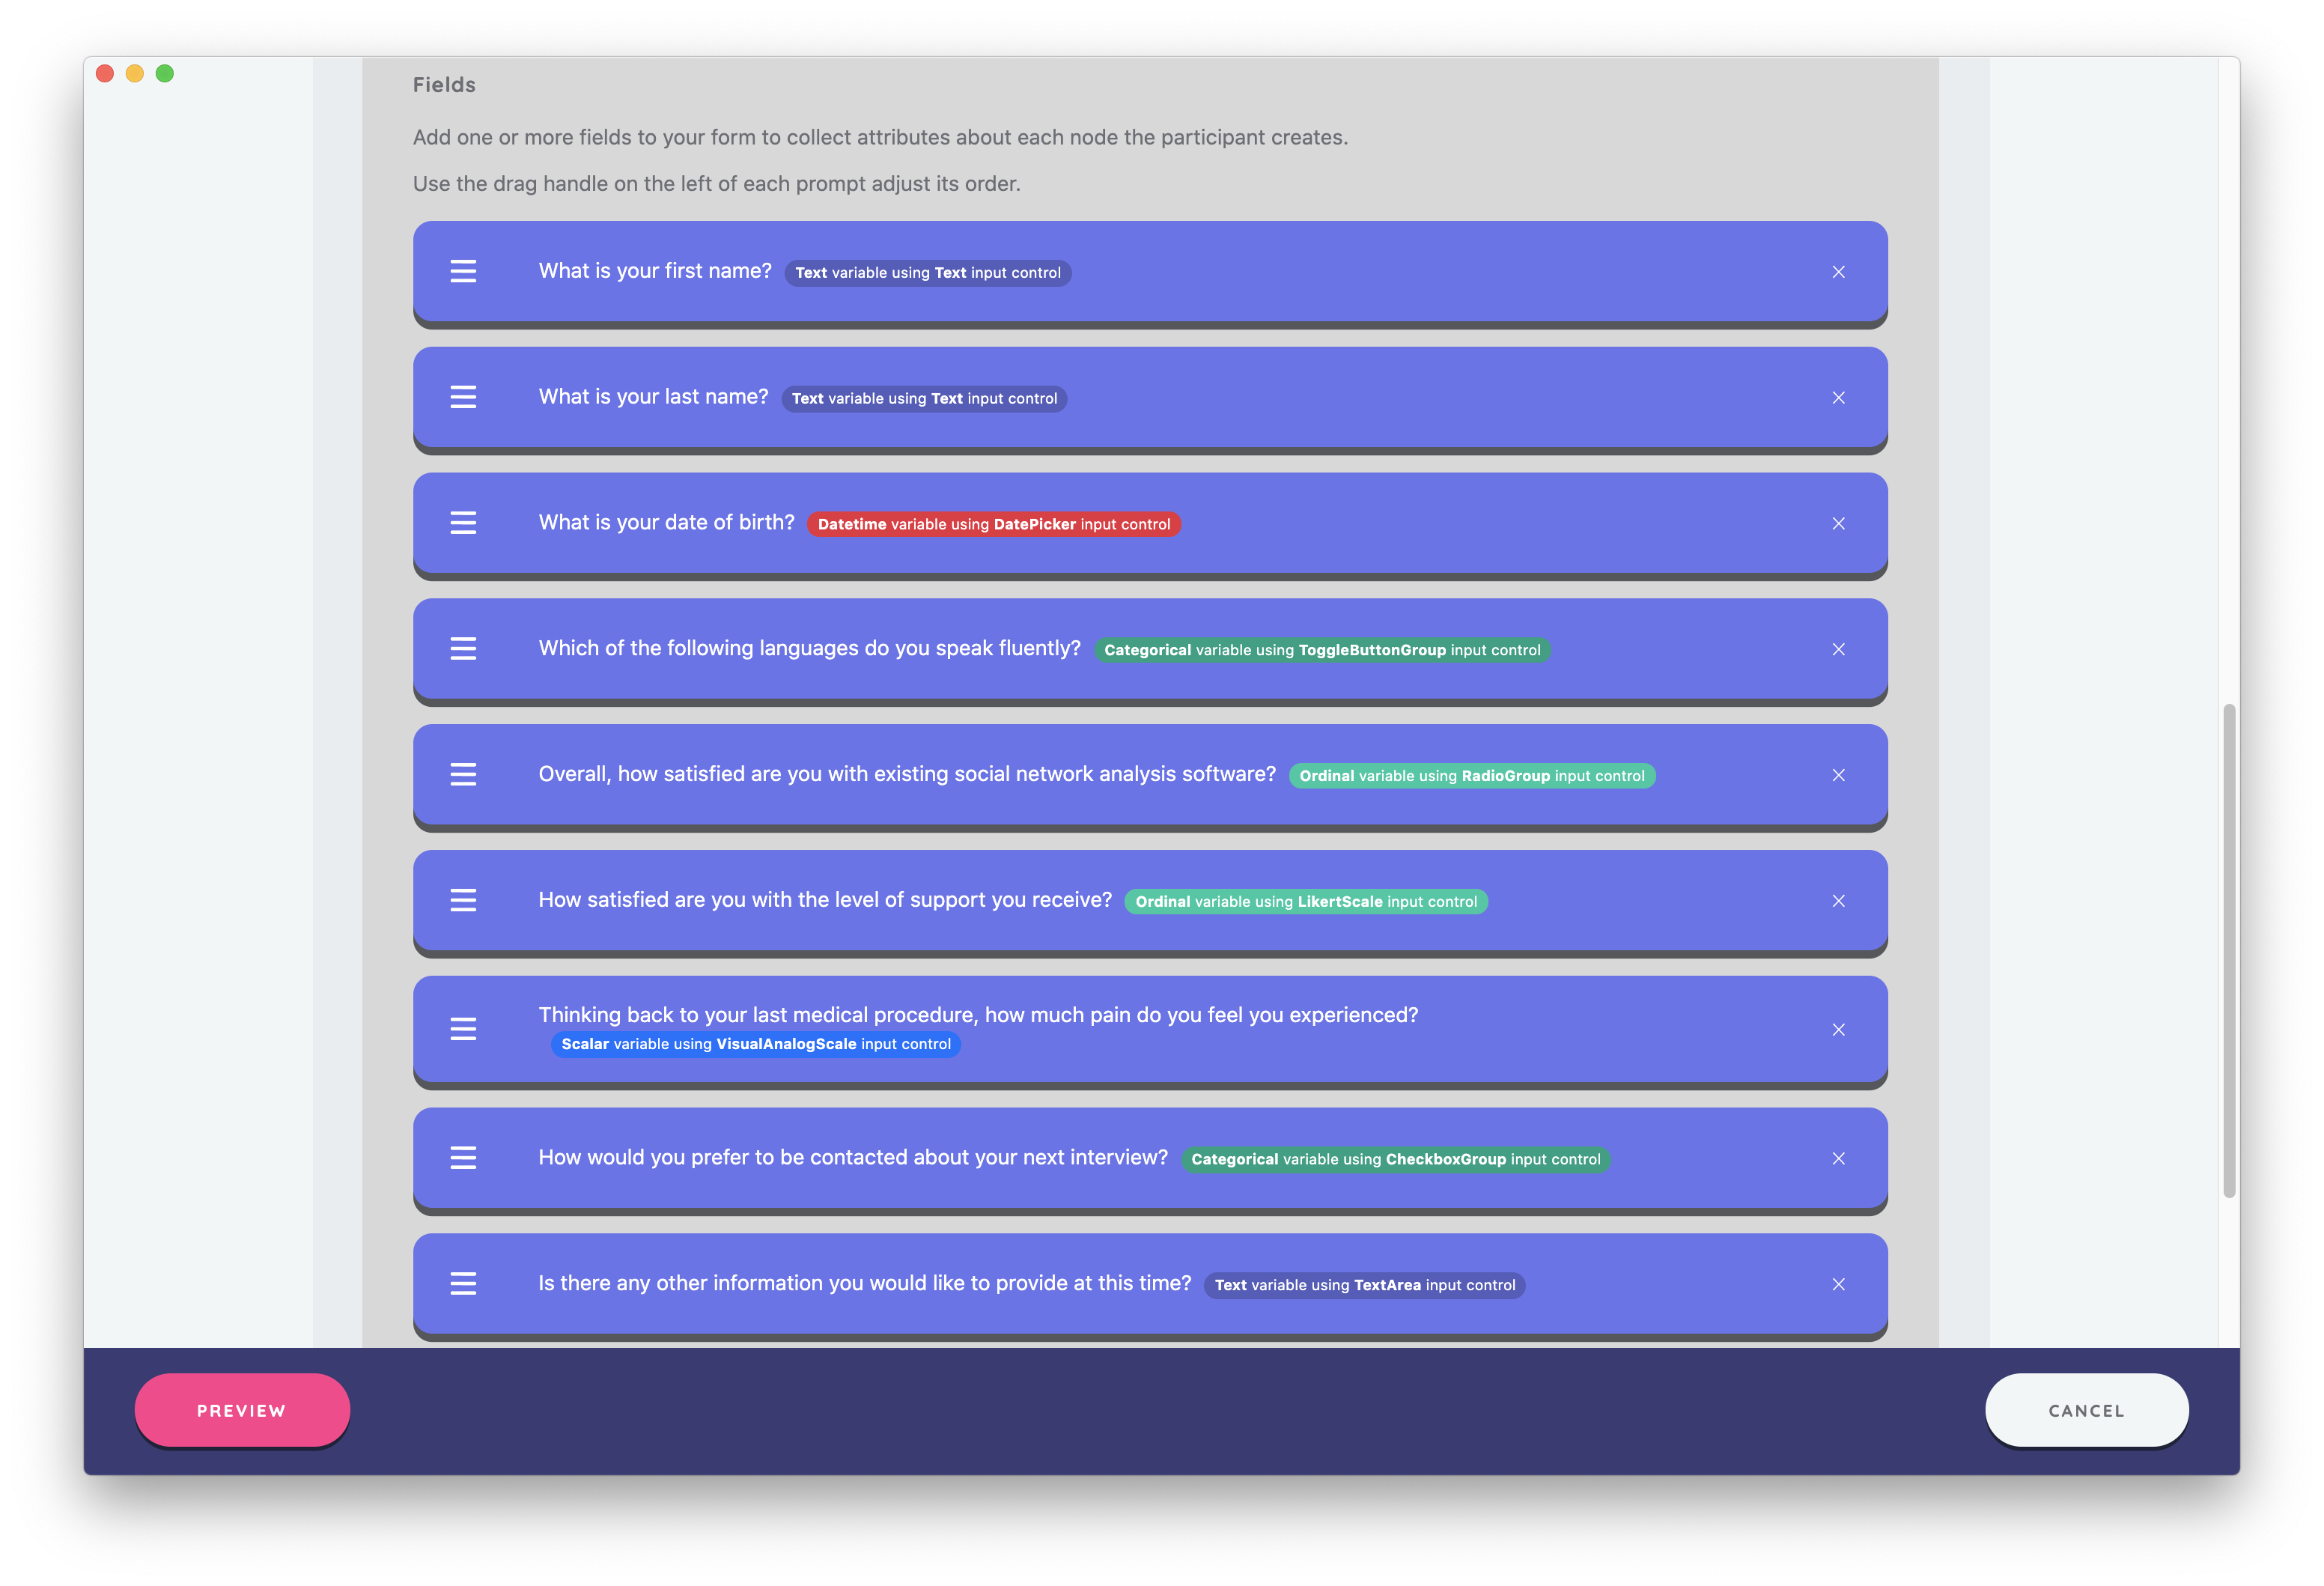 Fields
Add one or more fields to your form to collect attributes about each node the participant creates.
Use the drag handle on the left of each prompt adjust its order.
What is your first name? Text variable using Text input control
What is your last name? Text variable using Text input control
What is your date of birth? Datetime variable using DatePicker input control
Which of the following languages do you speak fluently? Categorical variable using ToggleButtonGroup input control
Overall, how satisfied are you with existing social network analysis software? Ordinal variable using RadioGroup input control
How satisfied are you with the level of support you receive? Ordinal variable using LikertScale input control
Thinking back to your last medical procedure, how much pain do you feel you experienced?
Scalar variable using VisualAnalogScale input control
How would you prefer to be contacted about your next interview? Categorical variable using CheckboxGroup input control
Is there any other information you would like to provide at this time? Text variable using TextArea input control
PREVIEW
CANCEL